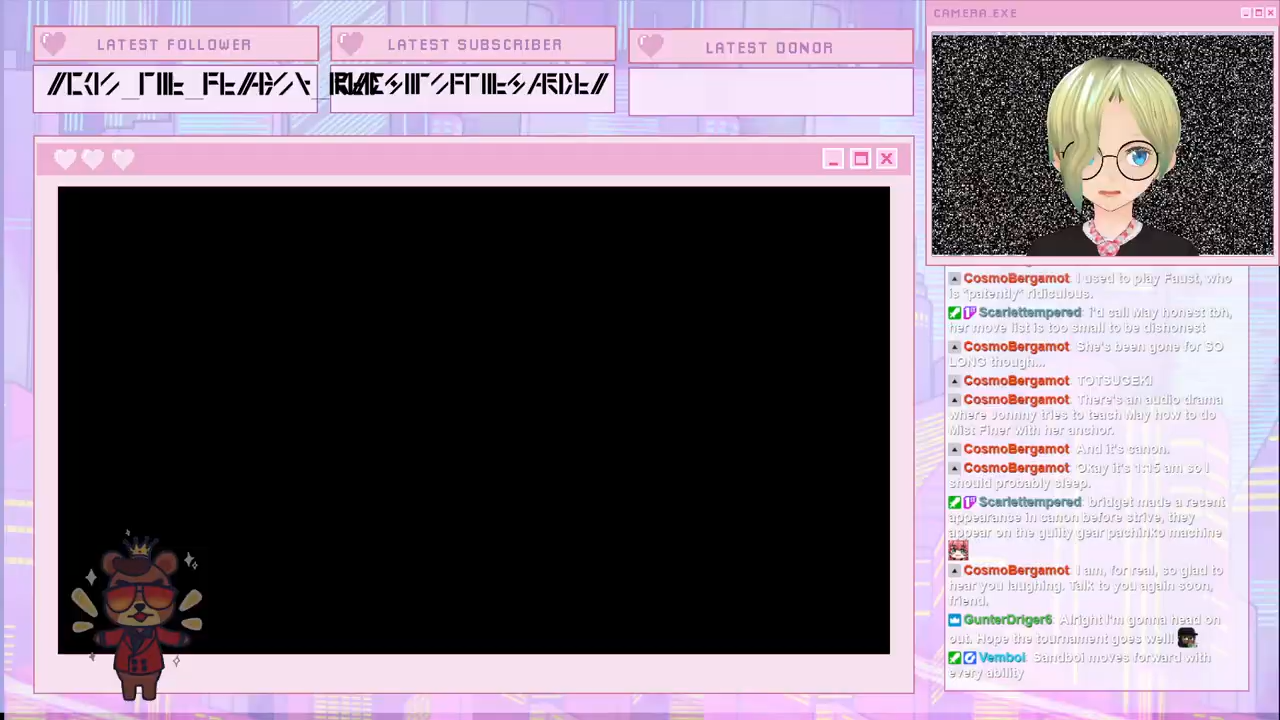 LATEST FOLLOWER
LATEST SUBSCRIBER
LATEST DONOR
CAMERA.EXE
CosmoBergamot I used to play Faust, who
is *patently* ridiculous.
Scarlettempered: i'd call May honest tbh,
her move list is too small to be dishonest
CosmoBergamot She's been gone for SO
LONG though...
CosmoBergamot TOTSUGEKI
CosmoBergamot There's an audio drama
where Johnny tries to teach May how to do
Mist Finer with her anchor.
CosmoBergamot And it's canon.
CosmoBergamot Okay it's 1:15 am so I
should probably sleep.
Scarlettempered: bridget made a recent
appearance in canon before strive, they
appear on the guilty gear pachinko machine
CosmoBergamot I am, for real, so glad to
hear you laughing. Talk to you again soon,
friend.
GunterDriger6 Alright I'm gonna head on
out. Hope the tournament goes well!
Vemboi Sandboi moves forward with
every ability